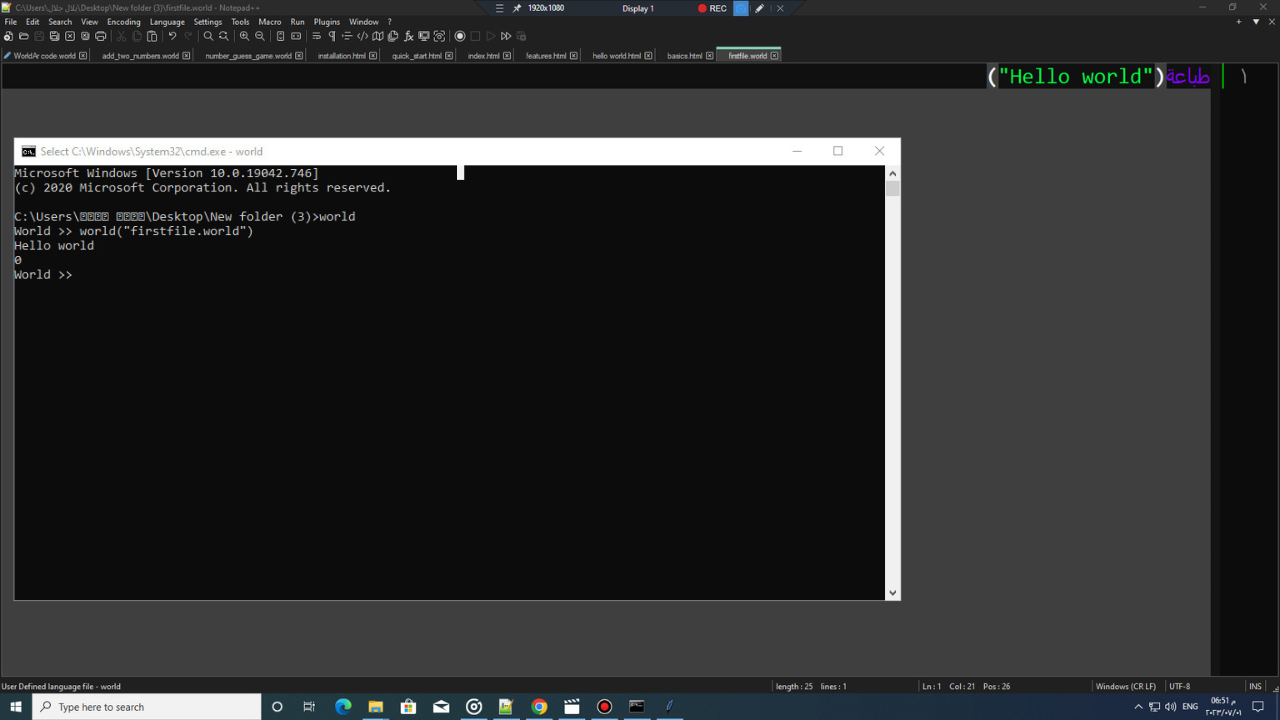 C:\Users\بلال جلال\Desktop\New folder (3)\firstfile.world - Notepad++
1920x1080 Display 1 REC
File Edit Search View Encoding Language Settings Tools Macro Run Plugins Window ?
WorldAr code.world add_two_numbers.world number_guess_game.world installation.html quick_start.html index.html features.html hello world.html basics.html firstfile.world
١ طباعة("Hello world")
Select C:\Windows\System32\cmd.exe - world
Microsoft Windows [Version 10.0.19042.746]
(c) 2020 Microsoft Corporation. All rights reserved.
C:\Users\ \Desktop\New folder (3)>world
World >> world("firstfile.world")
Hello world
0
World >>
User Defined language file - world length : 25 lines : 1 Ln : 1 Col : 21 Pos : 26 Windows (CR LF) UTF-8 INS
Type here to search ENG
06:51 م
٢٠٢٣/٠٧/٠١